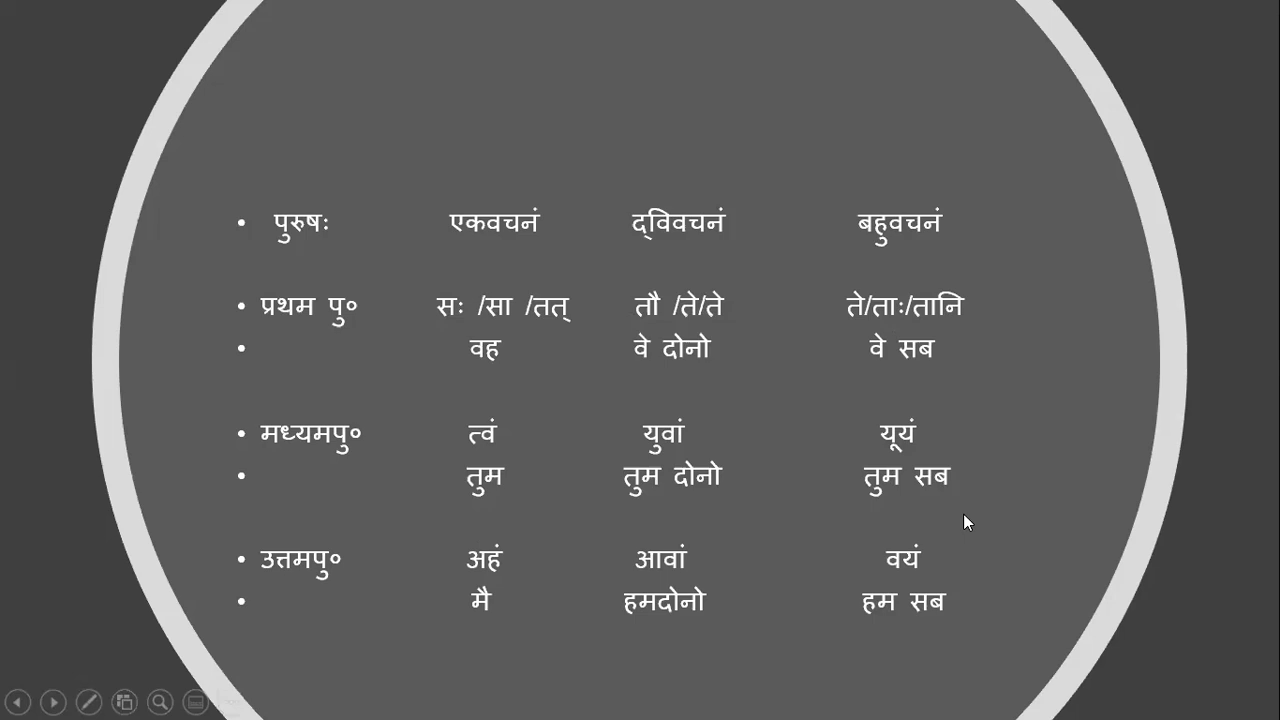 • पुरुषः एकवचनं द्विवचनं बहुवचनं
• प्रथम पु० सः /सा /तत् तौ /ते/ते ते/ताः/तानि
• वह वे दोनो वे सब
• मध्यमपु० त्वं युवां यूयं
• तुम तुम दोनो तुम सब
• उत्तमपु० अहं आवां वयं
• मै हमदोनो हम सब